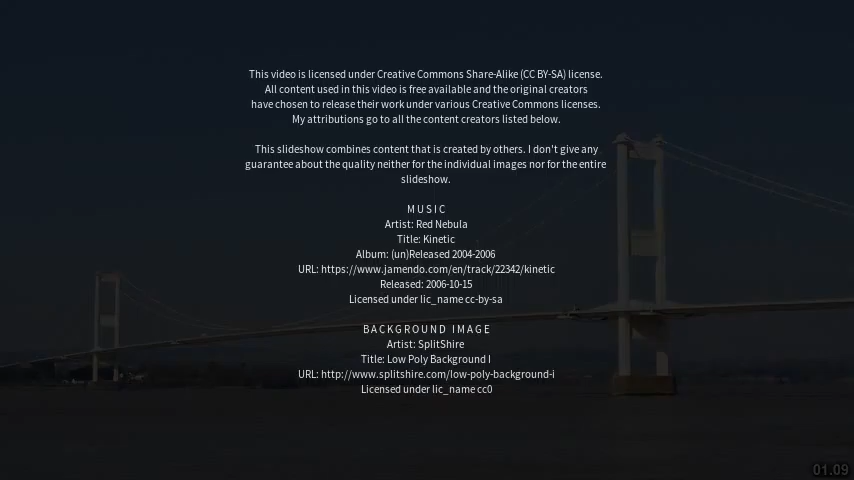 This video is licensed under Creative Commons Share-Alike (CC BY-SA) license.
All content used in this video is free available and the original creators
have chosen to release their work under various Creative Commons licenses.
My attributions go to all the content creators listed below.
This slideshow combines content that is created by others. I don't give any
guarantee about the quality neither for the individual images nor for the entire
slideshow.
MUSIC
Artist: Red Nebula
Title: Kinetic
Album: (un)Released 2004-2006
URL: https://www.jamendo.com/en/track/22342/kinetic
Released: 2006-10-15
Licensed under lic_name cc-by-sa
BACKGROUND IMAGE
Artist: SplitShire
Title: Low Poly Background I
URL: http://www.splitshire.com/low-poly-background-i
Licensed under lic_name cc0
01.09